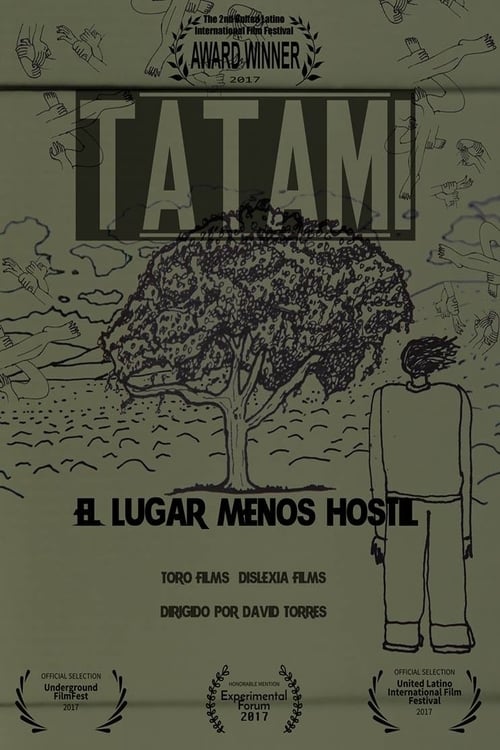 The 2nd Buffao Latino
International Film Festival
AWARD WINNER
2017
TATAMI
EL LUGAR MENOS HOSTIL
TORO FILMS DISLEXIA FILMS
DIRIGIDO POR DAVID TORRES
OFFICIAL SELECTION
Underground
FilmFest
2017
HONORABLE MENTION
Experimental
Forum
2017
OFFICIAL SELECTION
United Latino
International Film
Festival
2017